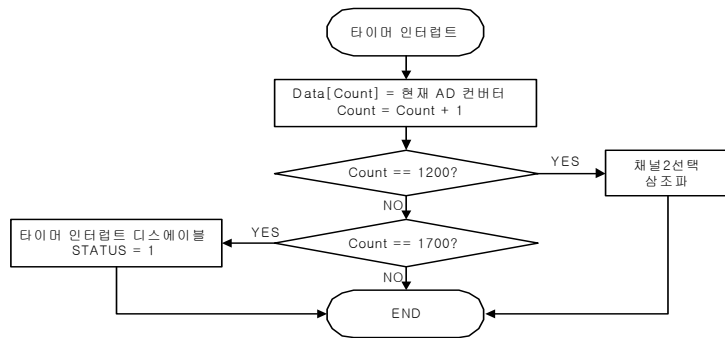 타이머 인터럽트
Data[Count] = 현재 AD 컨버터
Count = Count + 1
Count == 1200?
YES
채널2선택
삼조파
NO
Count == 1700?
YES
타이머 인터럽트 디스에이블
STATUS = 1
NO
END